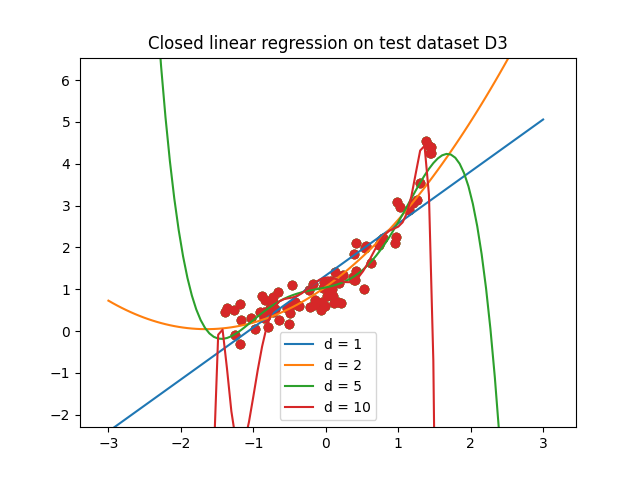 Closed linear regression on test dataset D3
6
5
4
3
2
1
0
−1
−2
d = 1
d = 2
d = 5
d = 10
−3 −2 −1 0 1 2 3